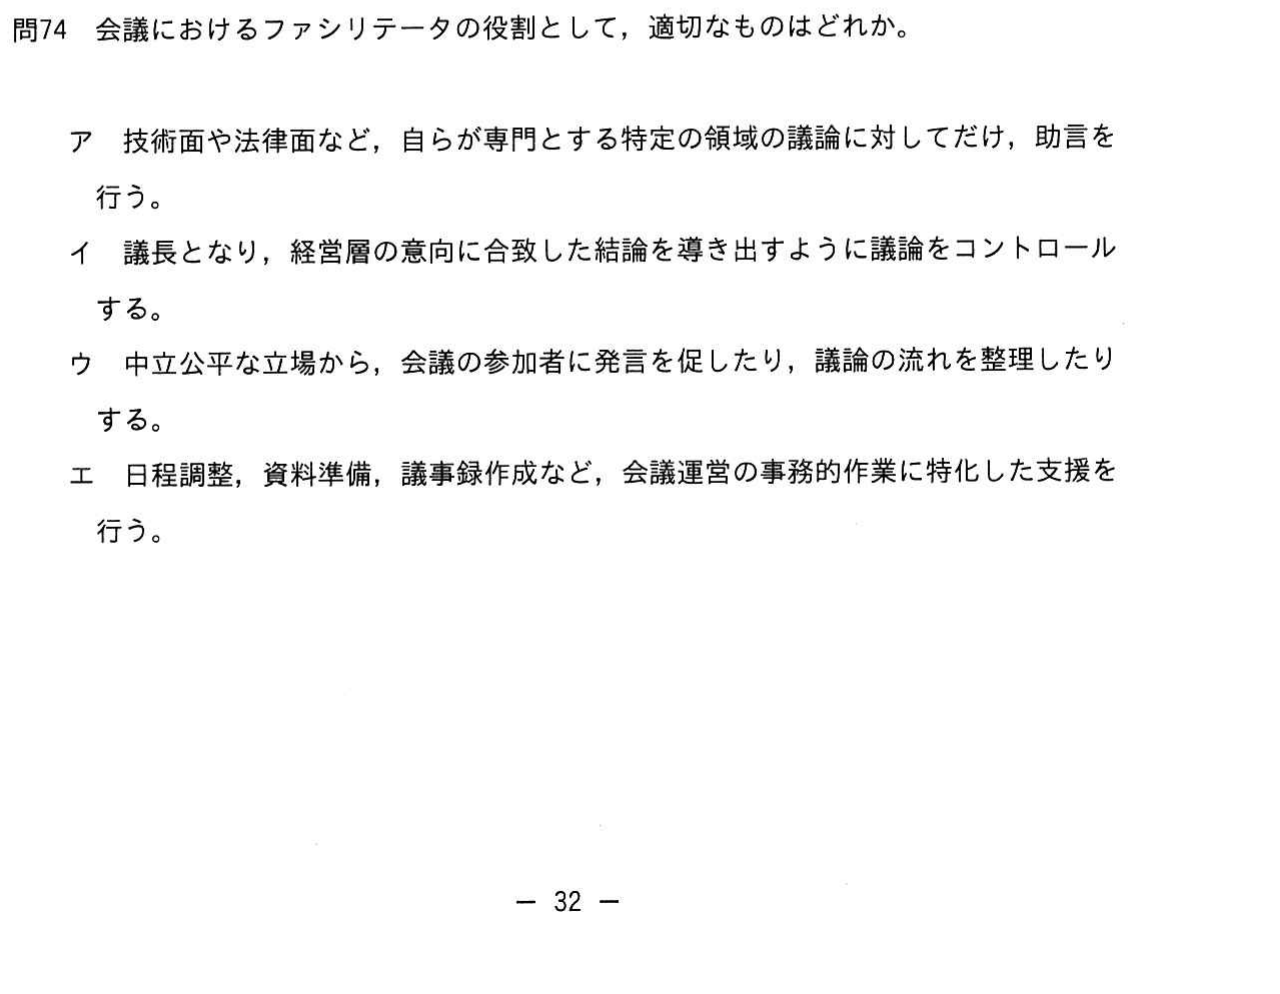 問74　会議におけるファシリテータの役割として，適切なものはどれか。
ア　技術面や法律面など，自らが専門とする特定の領域の議論に対してだけ，助言を
行う。
イ　議長となり，経営層の意向に合致した結論を導き出すように議論をコントロール
する。
ウ　中立公平な立場から，会議の参加者に発言を促したり，議論の流れを整理したり
する。
エ　日程調整，資料準備，議事録作成など，会議運営の事務的作業に特化した支援を
行う。
－ 32 －